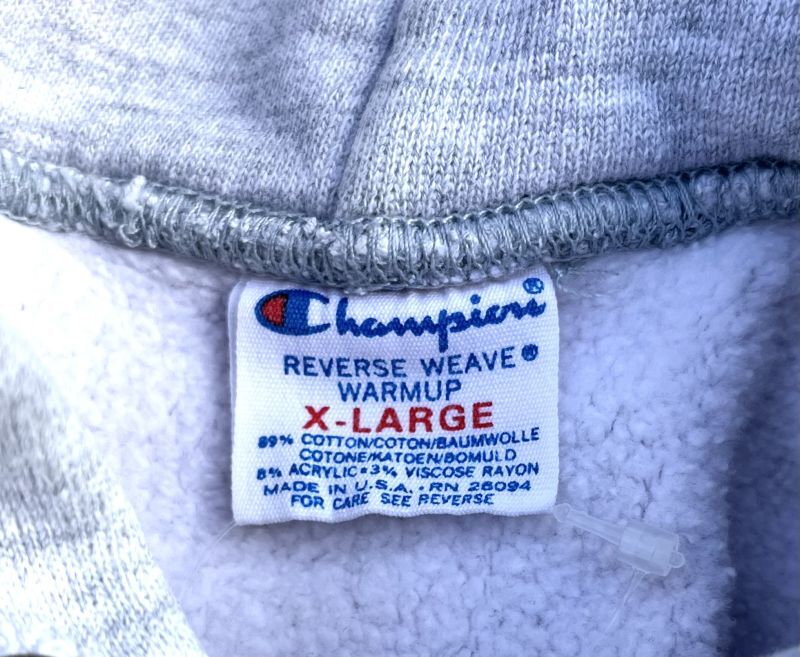 Champion®
REVERSE WEAVE®
WARMUP
X-LARGE
89% COTTON/COTON/BAUMWOLLE
COTONE/KATOEN/BOMULD
8% ACRYLIC•3% VISCOSE RAYON
MADE IN U.S.A. • RN 26094
FOR CARE SEE REVERSE